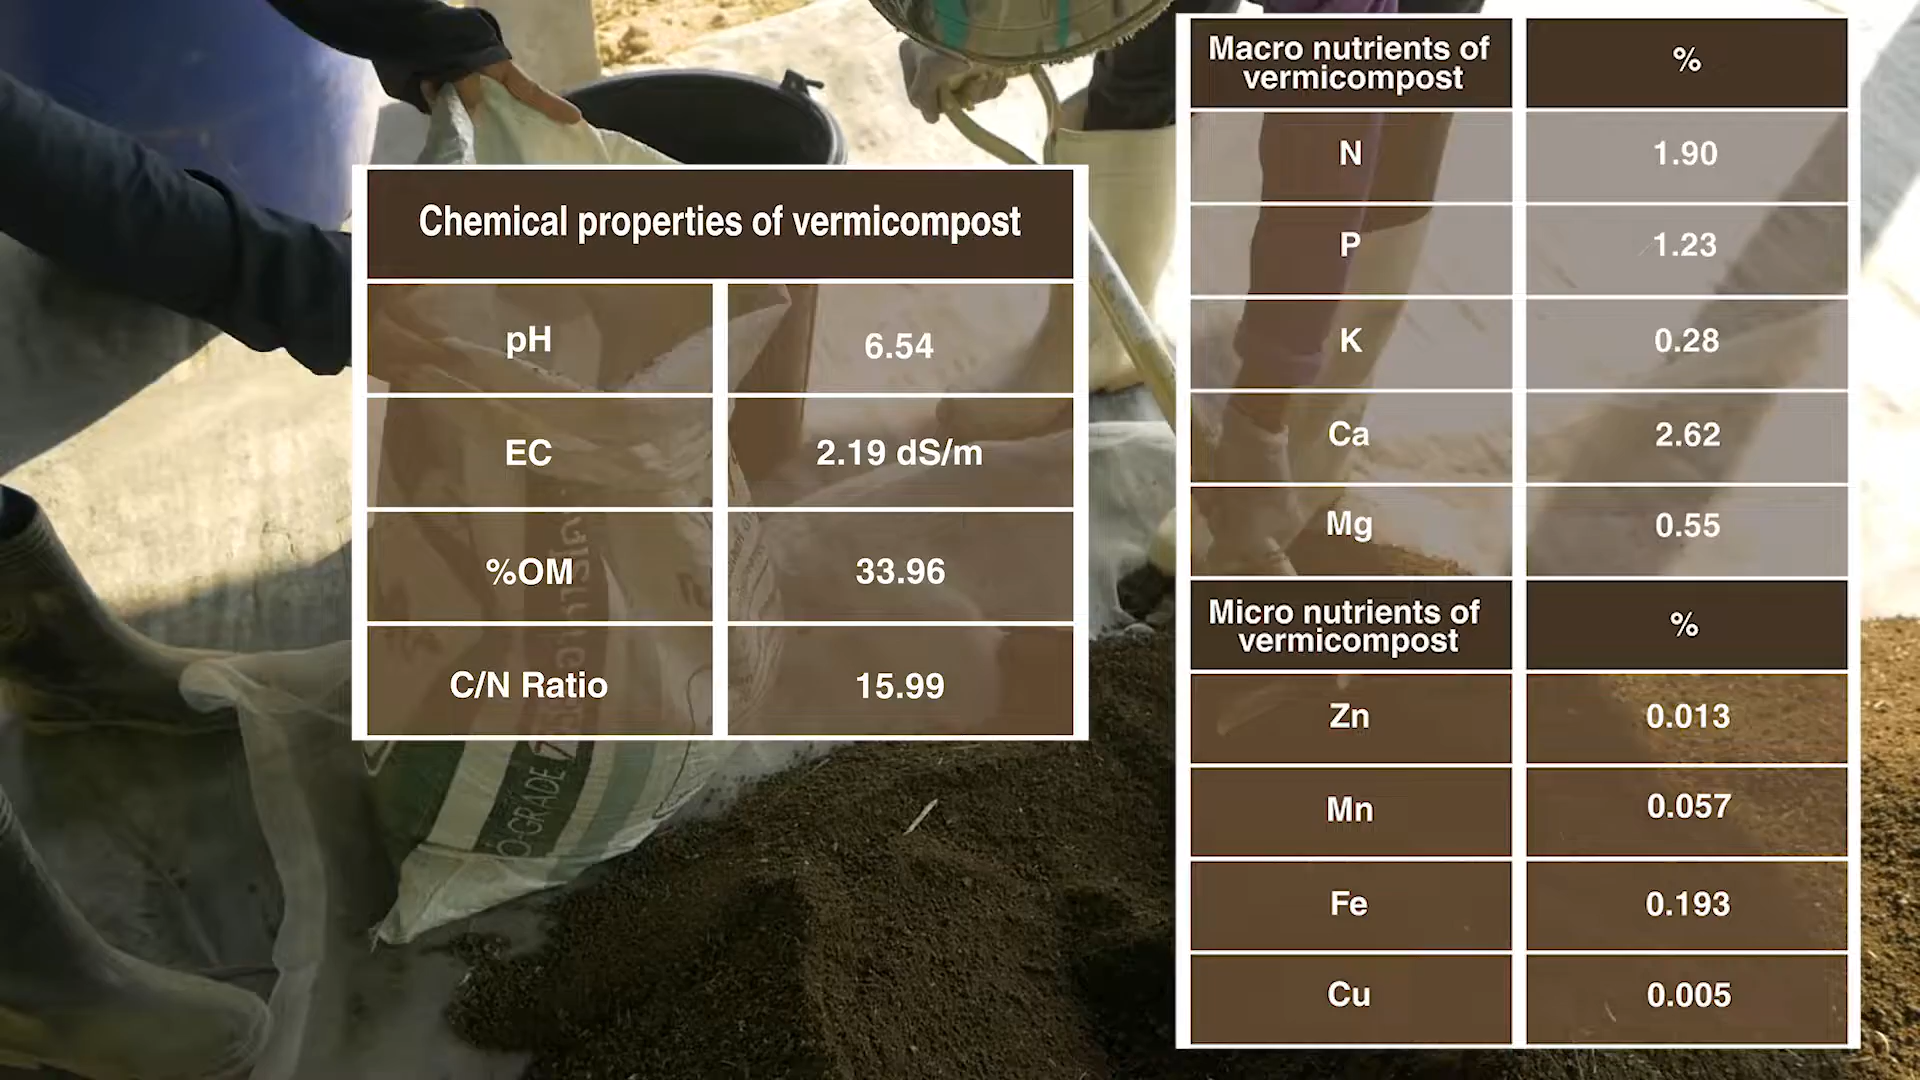 Chemical properties of vermicompost
pH
6.54
EC
2.19 dS/m
%OM
33.96
C/N Ratio
15.99
Macro nutrients of
vermicompost
%
N
1.90
P
1.23
K
0.28
Ca
2.62
Mg
0.55
Micro nutrients of
vermicompost
%
Zn
0.013
Mn
0.057
Fe
0.193
Cu
0.005
O-GRADE